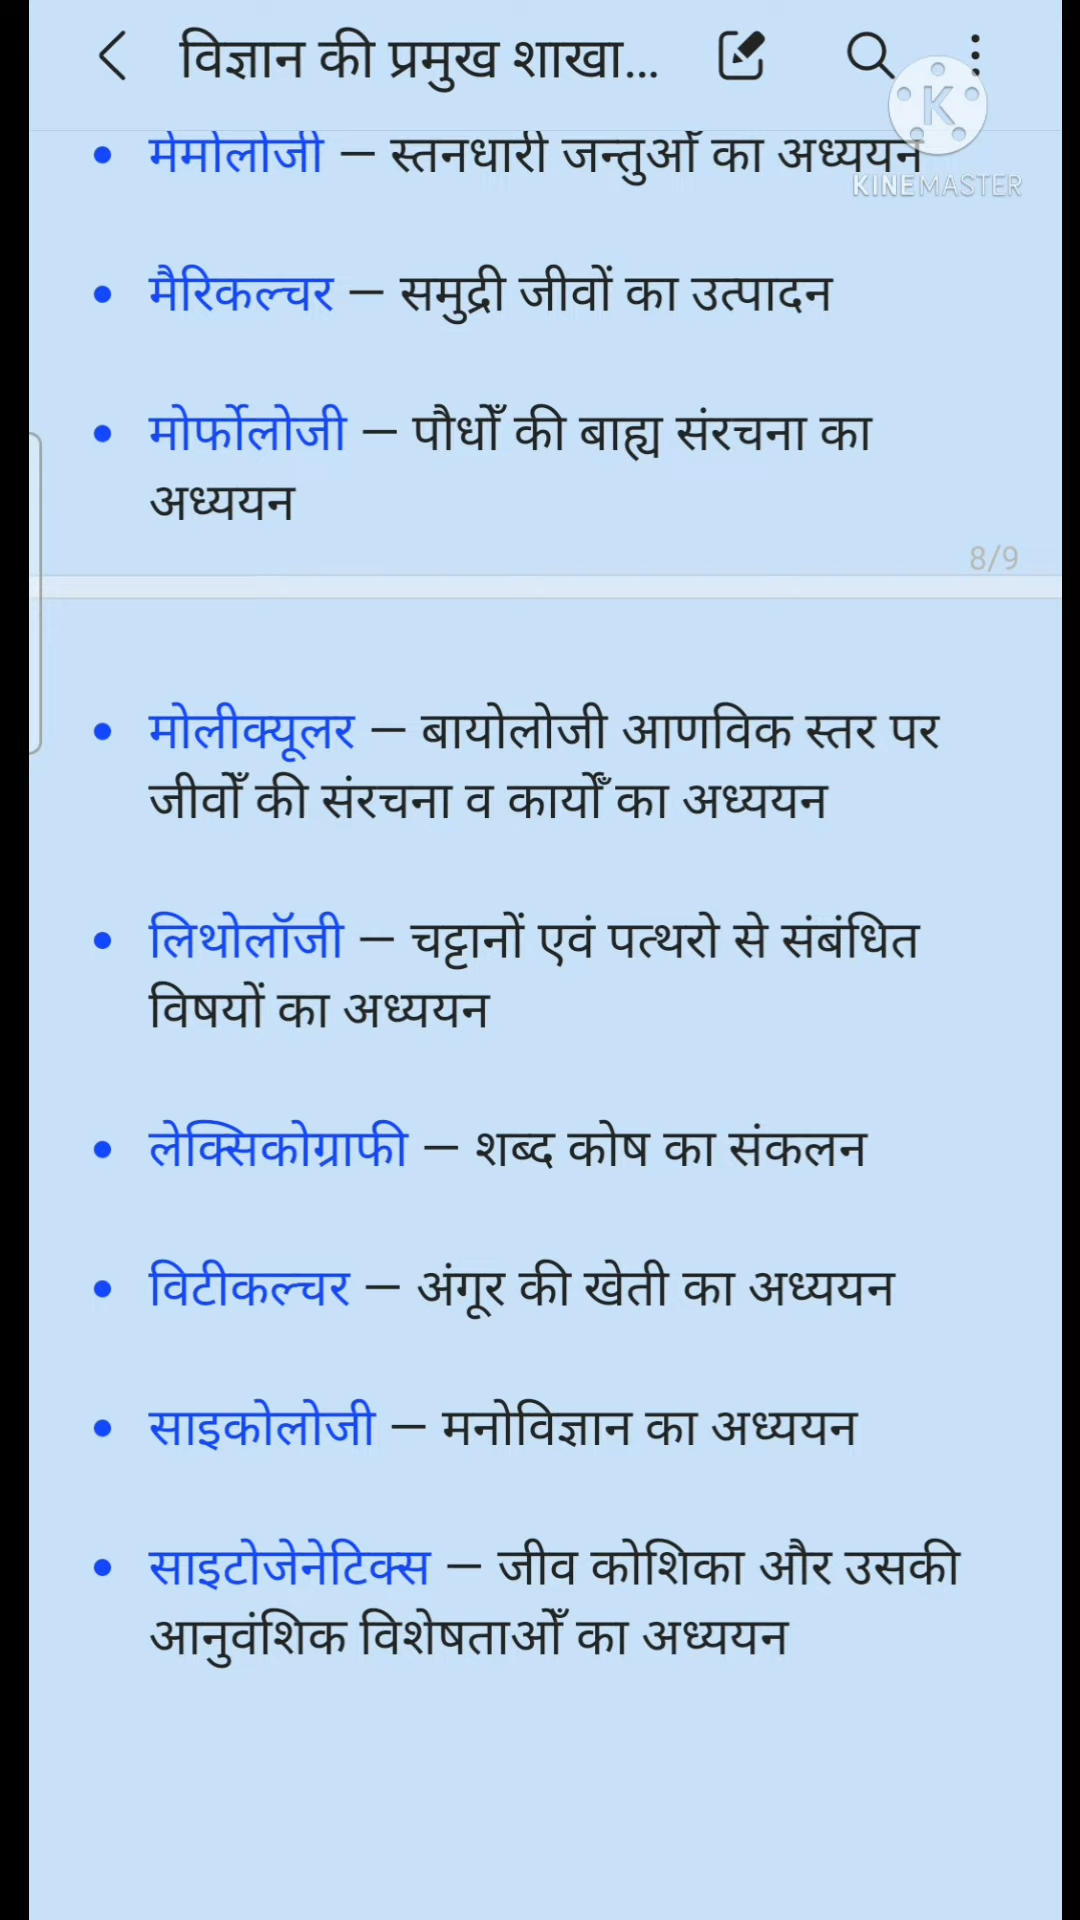 विज्ञान की प्रमुख शाखा...
K
KINEMASTER
• मेमोलोजी – स्तनधारी जन्तुओँ का अध्ययन
• मैरिकल्चर – समुद्री जीवों का उत्पादन
• मोर्फोलोजी – पौधोँ की बाह्य संरचना का
अध्ययन
8/9
• मोलीक्यूलर – बायोलोजी आणविक स्तर पर
जीवोँ की संरचना व कार्योँ का अध्ययन
• लिथोलॉजी – चट्टानों एवं पत्थरो से संबंधित
विषयों का अध्ययन
• लेक्सिकोग्राफी – शब्द कोष का संकलन
• विटीकल्चर – अंगूर की खेती का अध्ययन
• साइकोलोजी – मनोविज्ञान का अध्ययन
• साइटोजेनेटिक्स – जीव कोशिका और उसकी
आनुवंशिक विशेषताओँ का अध्ययन